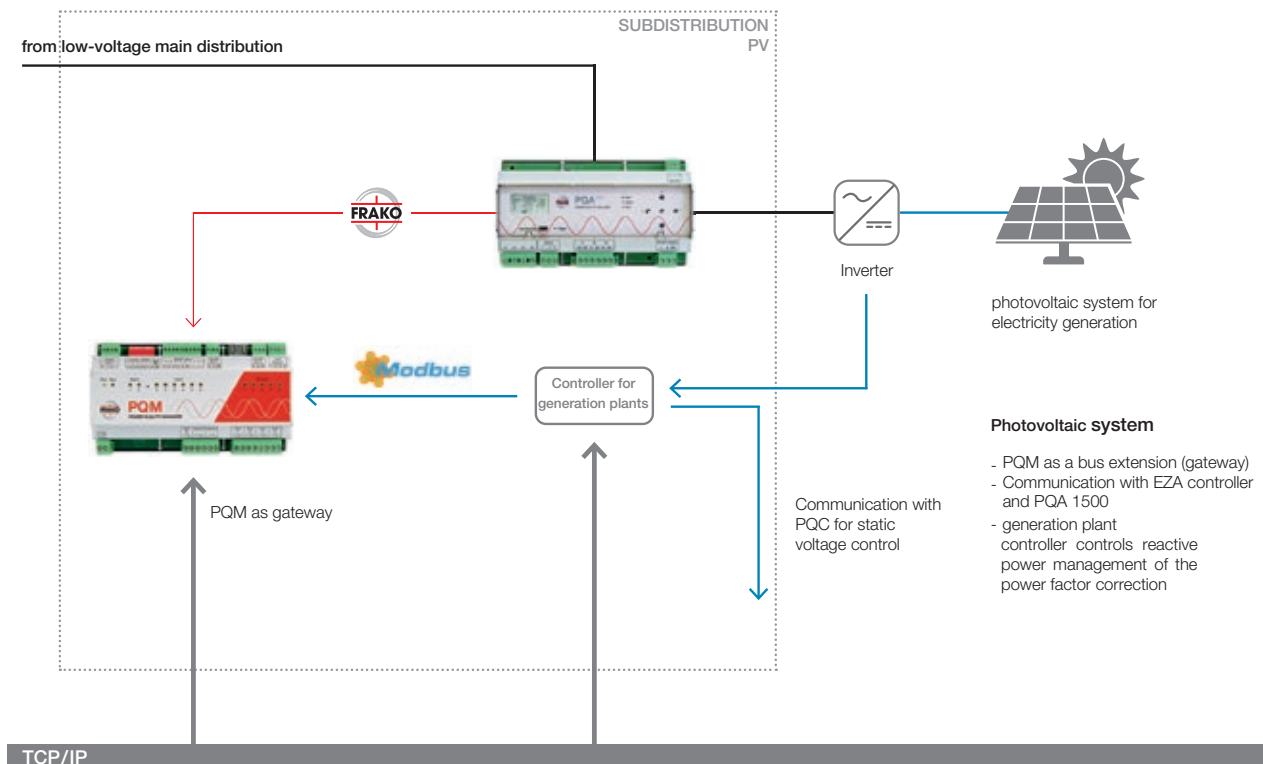 SUBDISTRIBUTION
PV
from low-voltage main distribution
FRAKO
PQA
Inverter
photovoltaic system for
electricity generation
Modbus
Controller for
generation plants
PQM
PQM as gateway
Communication with
PQC for static
voltage control
Photovoltaic system
- PQM as a bus extension (gateway)
- Communication with EZA controller
and PQA 1500
- generation plant
controller controls reactive
power management of the
power factor correction
TCP/IP